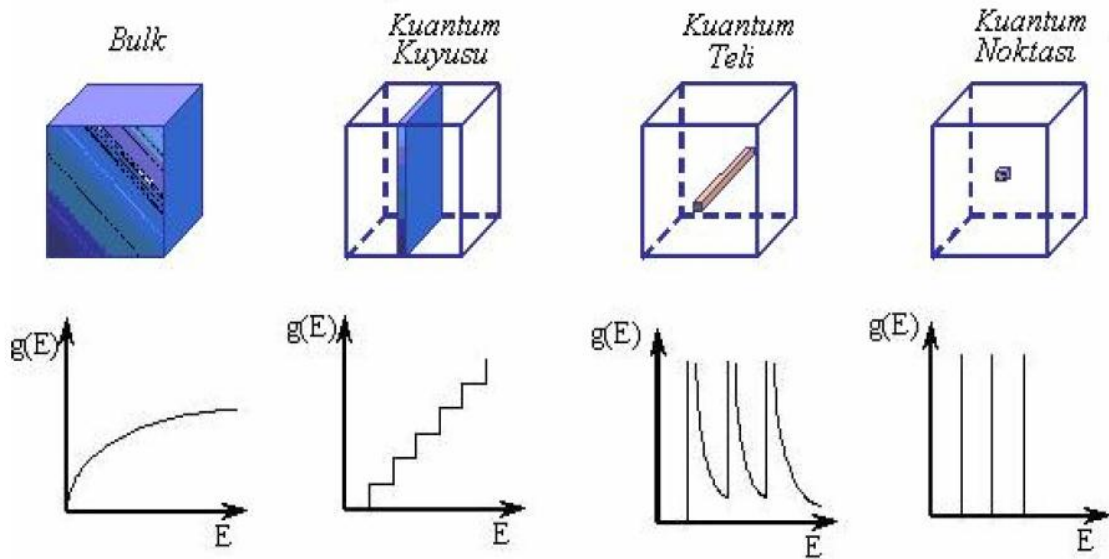 Bulk
Kuantum
Kuyusu
Kuantum
Teli
Kuantum
Noktası
g(E)
E
g(E)
E
g(E)
E
g(E)
E